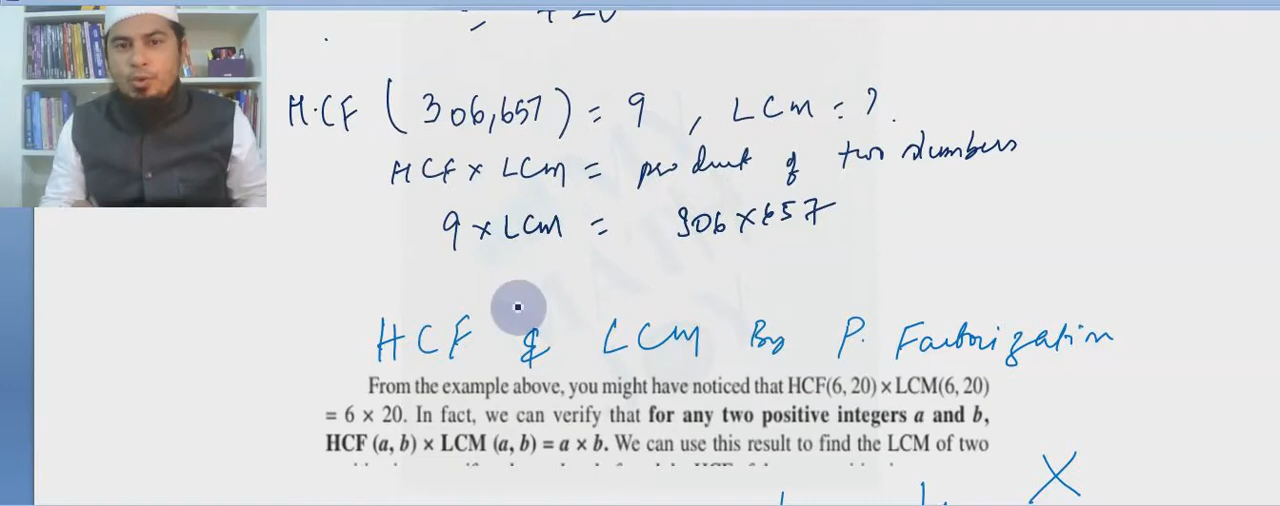 H.CF (306,657) = 9 , LCM = ?
HCF x LCM = product of two numbers
9 x LCM = 306 x 657
HCF & LCM By P. Factorization
From the example above, you might have noticed that HCF(6, 20) × LCM(6, 20)
= 6 × 20. In fact, we can verify that for any two positive integers a and b,
HCF (a, b) × LCM (a, b) = a × b. We can use this result to find the LCM of two
X